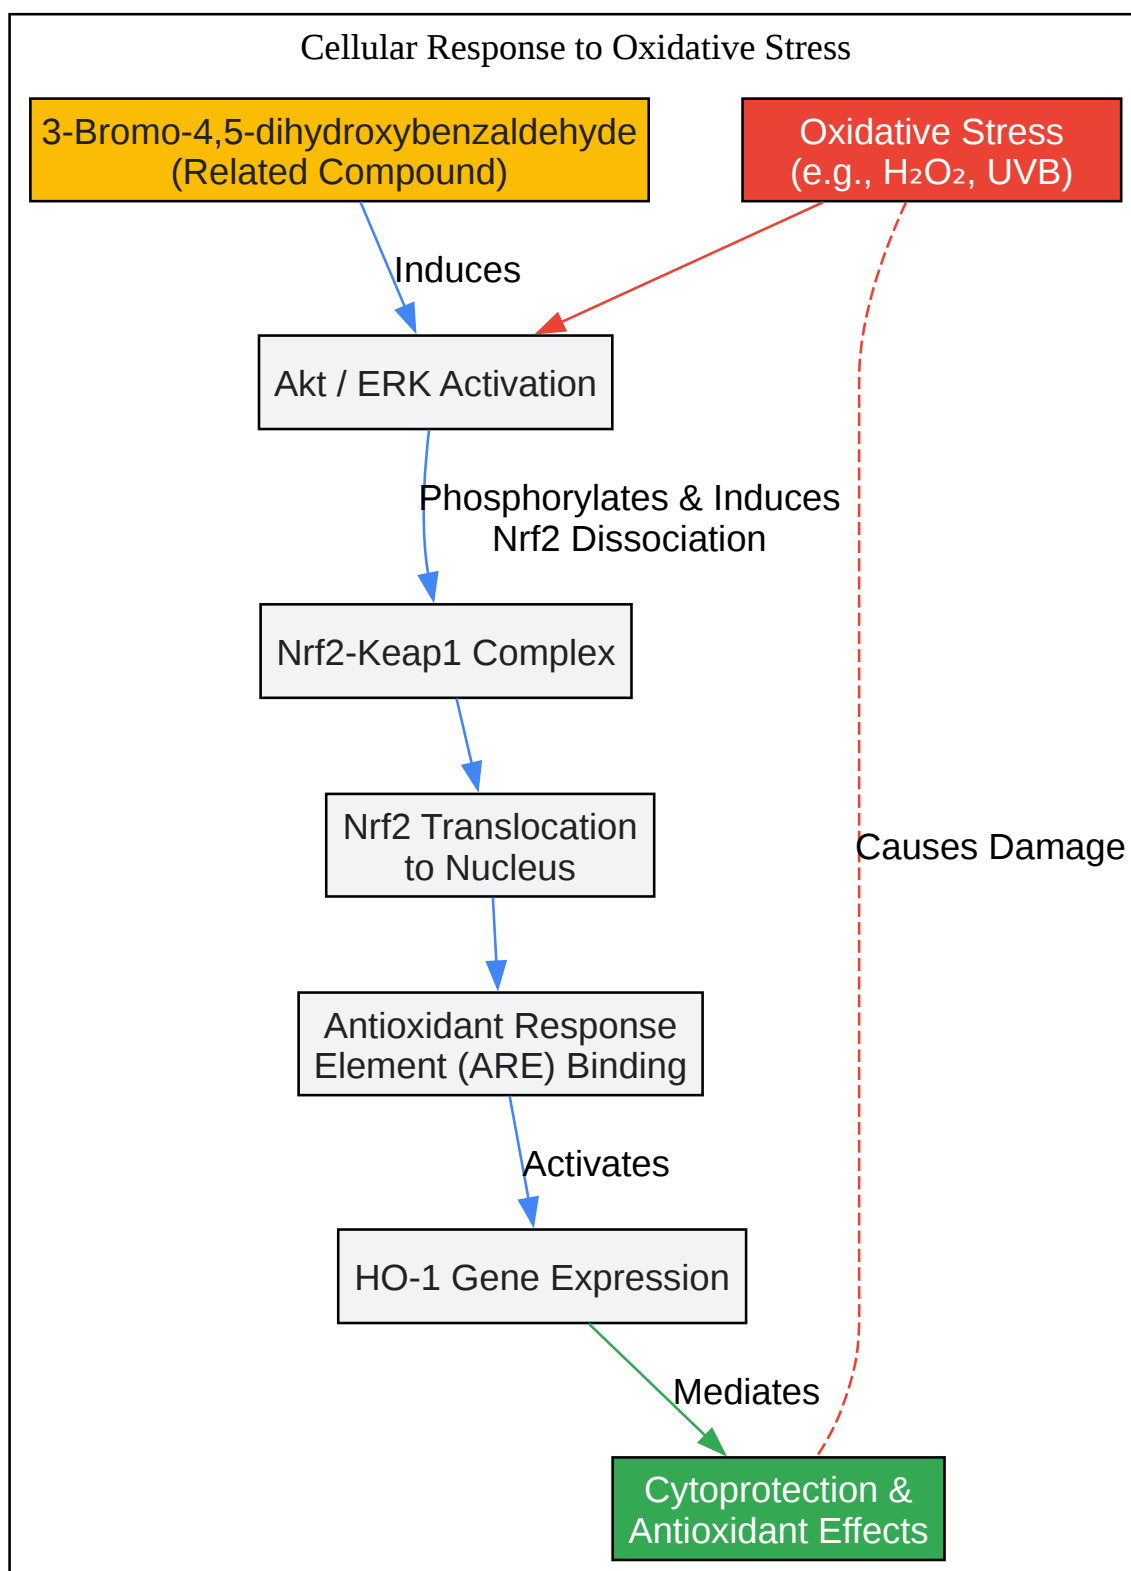 Cellular Response to Oxidative Stress
3-Bromo-4,5-dihydroxybenzaldehyde
(Related Compound)
Oxidative Stress
(e.g., H₂O₂, UVB)
Induces
Akt / ERK Activation
Phosphorylates & Induces
Nrf2 Dissociation
Nrf2-Keap1 Complex
Nrf2 Translocation
to Nucleus
Causes Damage
Antioxidant Response
Element (ARE) Binding
Activates
HO-1 Gene Expression
Mediates
Cytoprotection &
Antioxidant Effects